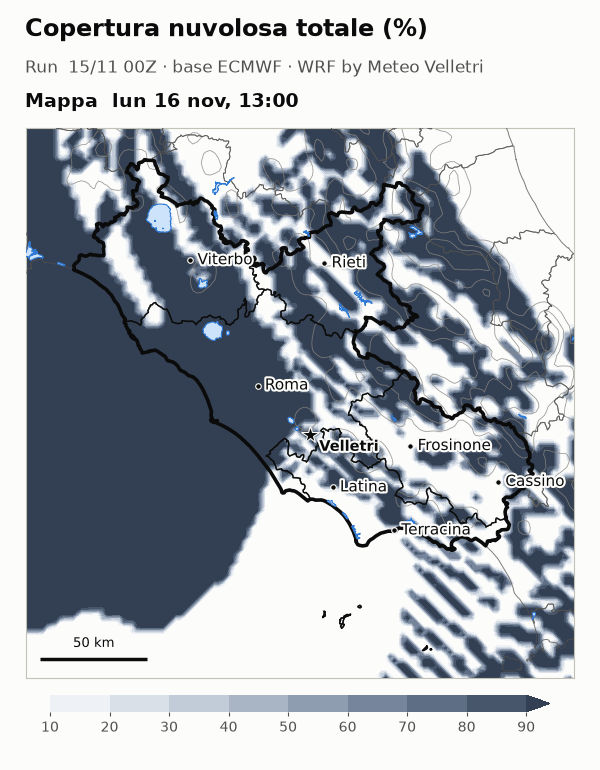 Copertura nuvolosa totale (%)
Run  15/11 00Z · base ECMWF · WRF by Meteo Velletri
Mappa  lun 16 nov, 13:00
Viterbo
Rieti
Roma
Velletri
Frosinone
Latina
Cassino
Terracina
50 km
10 20 30 40 50 60 70 80 90